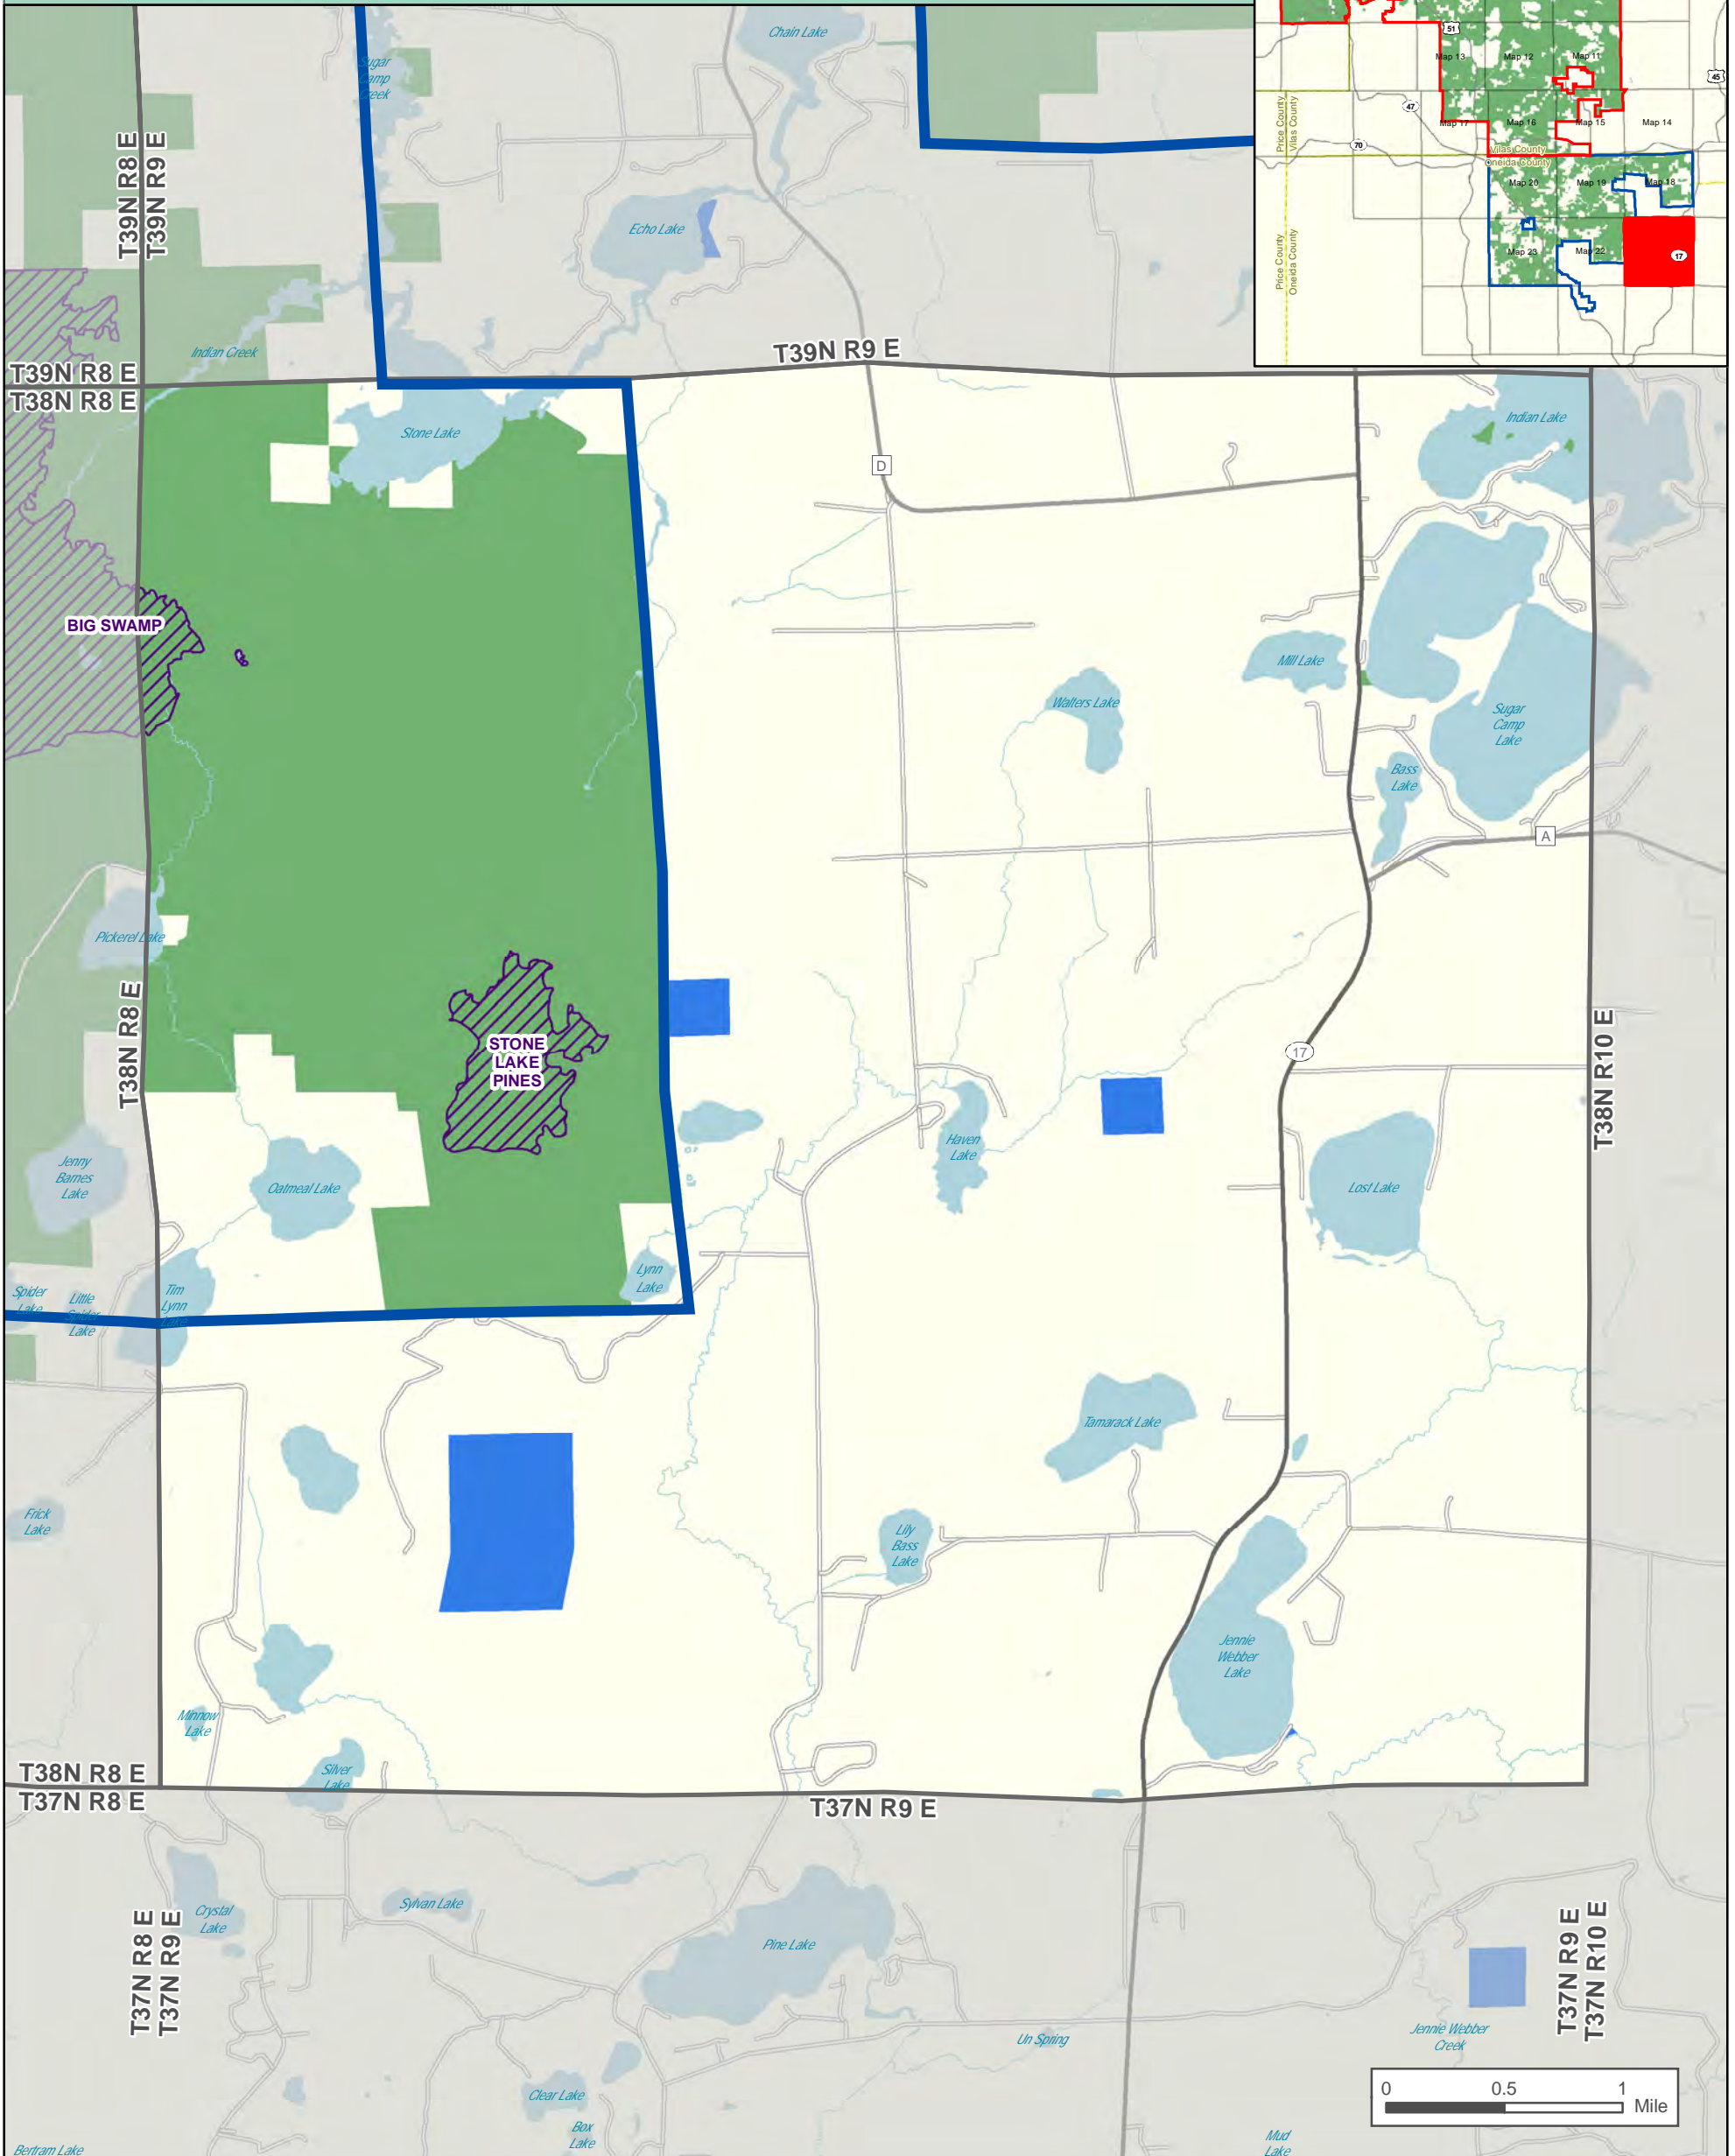 Chain Lake
Sugar
Camp
Creek
T39N R8 E
T39N R9 E
Echo Lake
Indian Creek
51
Map 13
Map 12
Map 11
45
47
Price County
Vilas County
Map 17
Map 16
Map 15
Map 14
70
Vilas County
Oneida County
Map 20
Map 19
Map 18
Price County
Oneida County
Map 23
Map 22
17
T39N R9 E
T39N R8 E
T38N R8 E
Stone Lake
Indian Lake
D
BIG SWAMP
Mill Lake
Walters Lake
Sugar
Camp
Lake
Bass
Lake
A
Pickerel Lake
T38N R8 E
STONE
LAKE
PINES
17
T38N R10 E
Haven
Lake
Jenny
Barnes
Lake
Oatmeal Lake
Lost Lake
Lynn
Lake
Spider
Lake
Little
Spider
Lake
Tim
Lynn
Lake
Tamarack Lake
Frick
Lake
Lily
Bass
Lake
Jennie
Webber
Lake
Minnow
Lake
Silver
Lake
T38N R8 E
T37N R8 E
T37N R9 E
Crystal
Lake
Sylvan Lake
Pine Lake
T37N R8 E
T37N R9 E
T37N R9 E
T37N R10 E
Un Spring
Jennie Webber
Creek
Clear Lake
Box
Lake
Mud
Lake
Bertram Lake
0 0.5 1
Mile